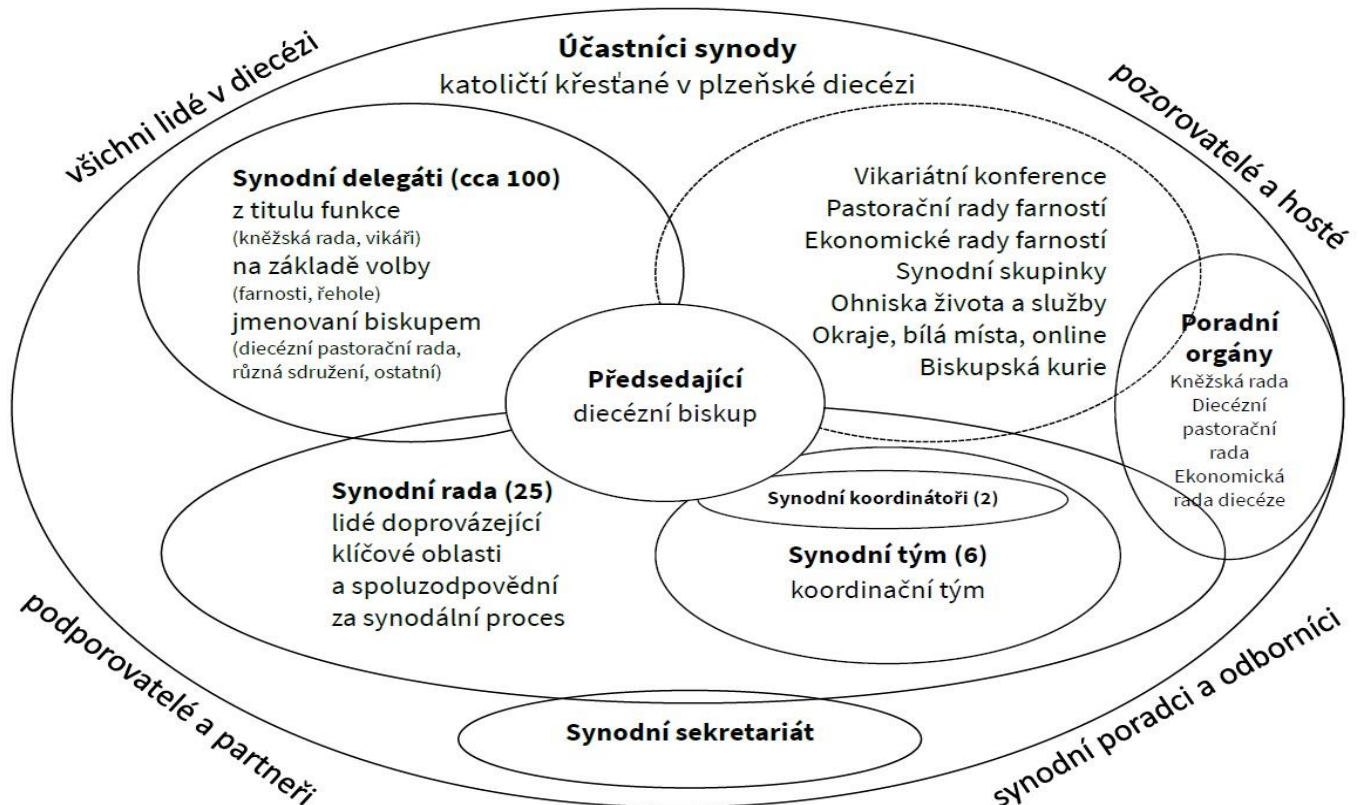 Účastníci synody
katoličtí křesťané v plzeňské diecézi
všichni lidé v diecézi
pozorovatelé a hosté
Synodní delegáti (cca 100)
z titulu funkce
(kněžská rada, vikáři)
na základě volby
(farnosti, řehole)
jmenovaní biskupem
(diecézní pastorační rada,
různá sdružení, ostatní)
Vikariátní konference
Pastorační rady farností
Ekonomické rady farností
Synodní skupinky
Ohniska života a služby
Okraje, bílá místa, online
Biskupská kurie
Poradní
orgány
Kněžská rada
Diecézní
pastorační
rada
Ekonomická
rada diecéze
Předsedající
diecézní biskup
Synodní rada (25)
lidé doprovázející
klíčové oblasti
a spoluzodpovědní
za synodální proces
Synodní koordinátoři (2)
Synodní tým (6)
koordinační tým
Synodní sekretariát
podporovatelé a partneři
synodní poradci a odborníci